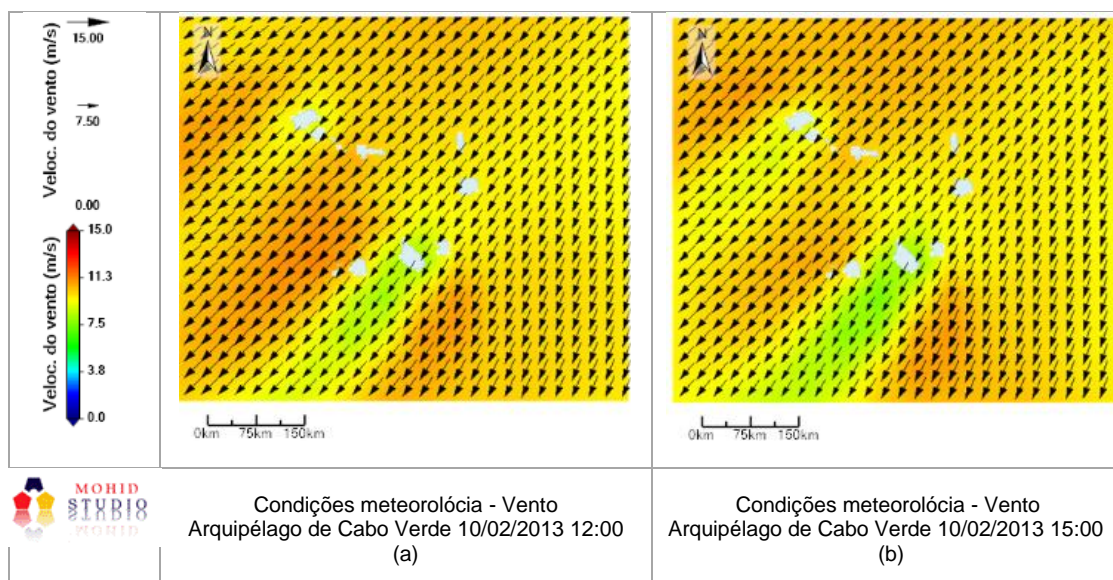 Veloc. do vento (m/s)
15.00
7.50
0.00
Veloc. do vento (m/s)
15.0
11.3
7.5
3.8
0.0
N
0km 75km 150km
N
0km 75km 150km
MOHID
STUDIO
Condições meteorolócia - Vento
Arquipélago de Cabo Verde 10/02/2013 12:00
(a)
Condições meteorolócia - Vento
Arquipélago de Cabo Verde 10/02/2013 15:00
(b)